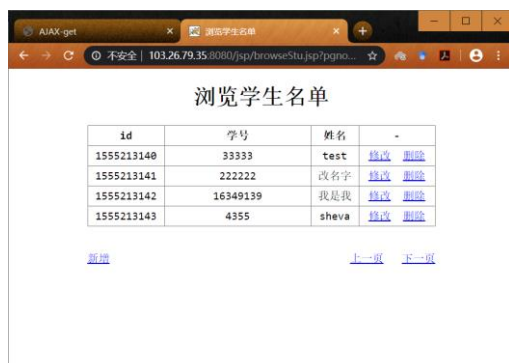 AJAX-get
浏览学生名单
不安全 | 103.26.79.35:8080/jsp/browseStu.jsp?pgno...
浏览学生名单
id 学号 姓名 -
1555213140 33333 test 修改 删除
1555213141 222222 改名字 修改 删除
1555213142 16349139 我是我 修改 删除
1555213143 4355 sheva 修改 删除
新增 上一页 下一页